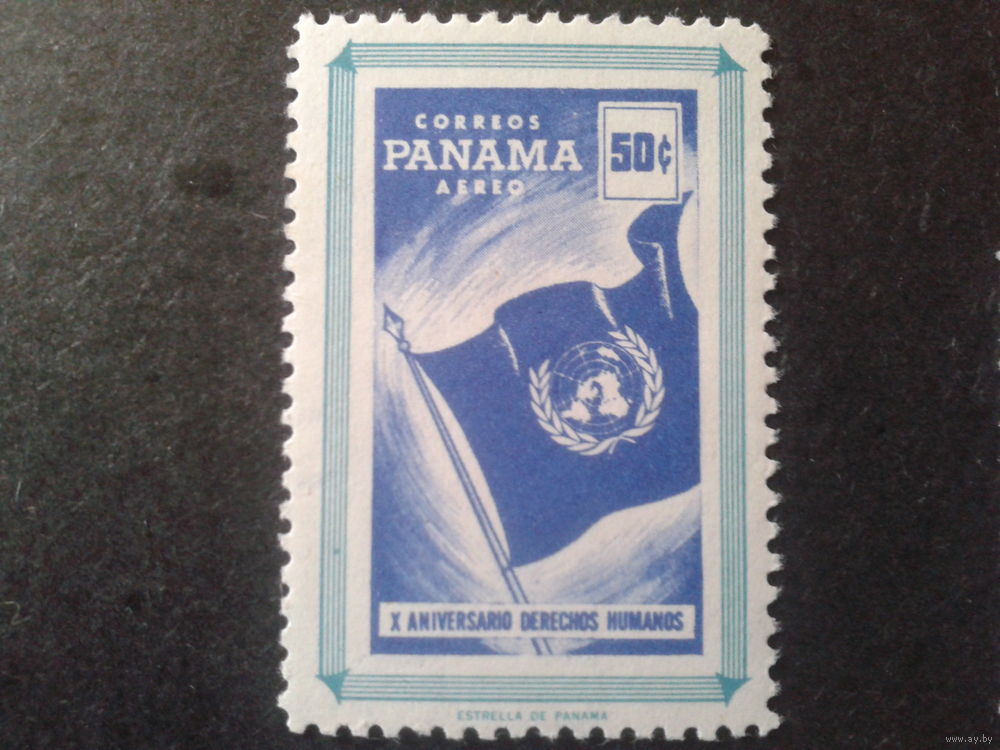 CORREOS
PANAMA
AEREO
50¢
X ANIVERSARIO DERECHOS HUMANOS
ESTRELLA DE PANAMA
www.ay.by